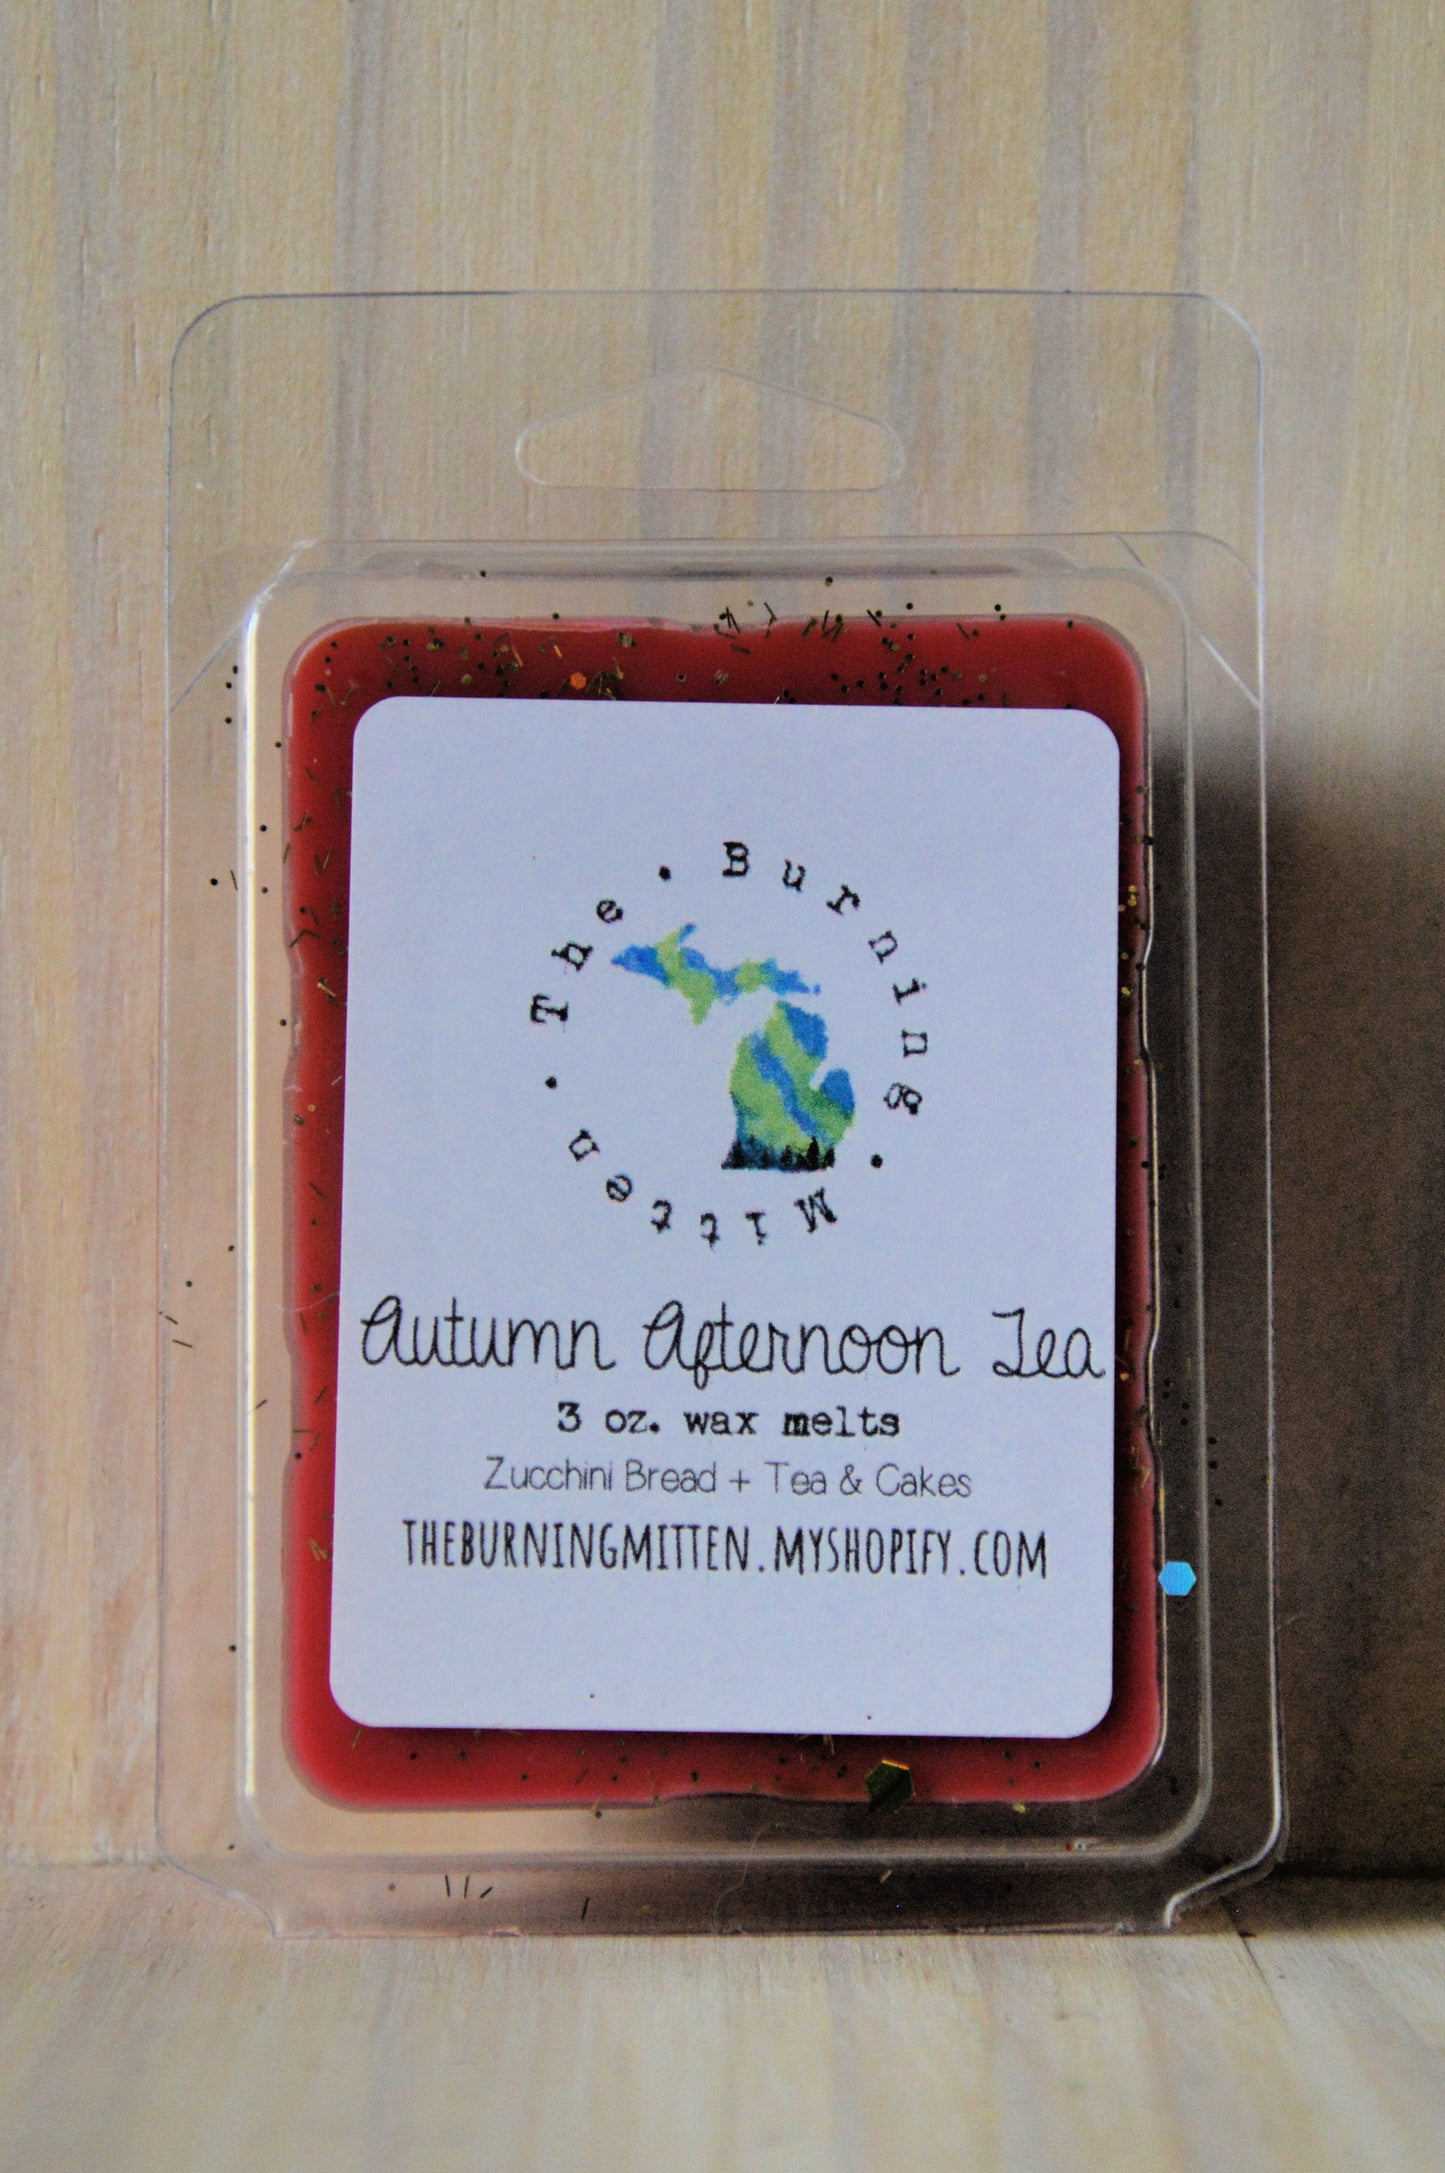 The • Burning • Mitten •
Autumn Afternoon Tea
3 oz. wax melts
Zucchini Bread + Tea & Cakes
THEBURNINGMITTEN.MYSHOPIFY.COM